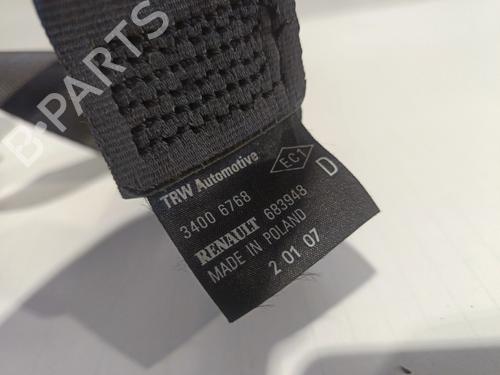 B-PARTS
TRW Automotive
EC1
D
3400 6768
RENAULT 683948
MADE IN POLAND
2 01 07